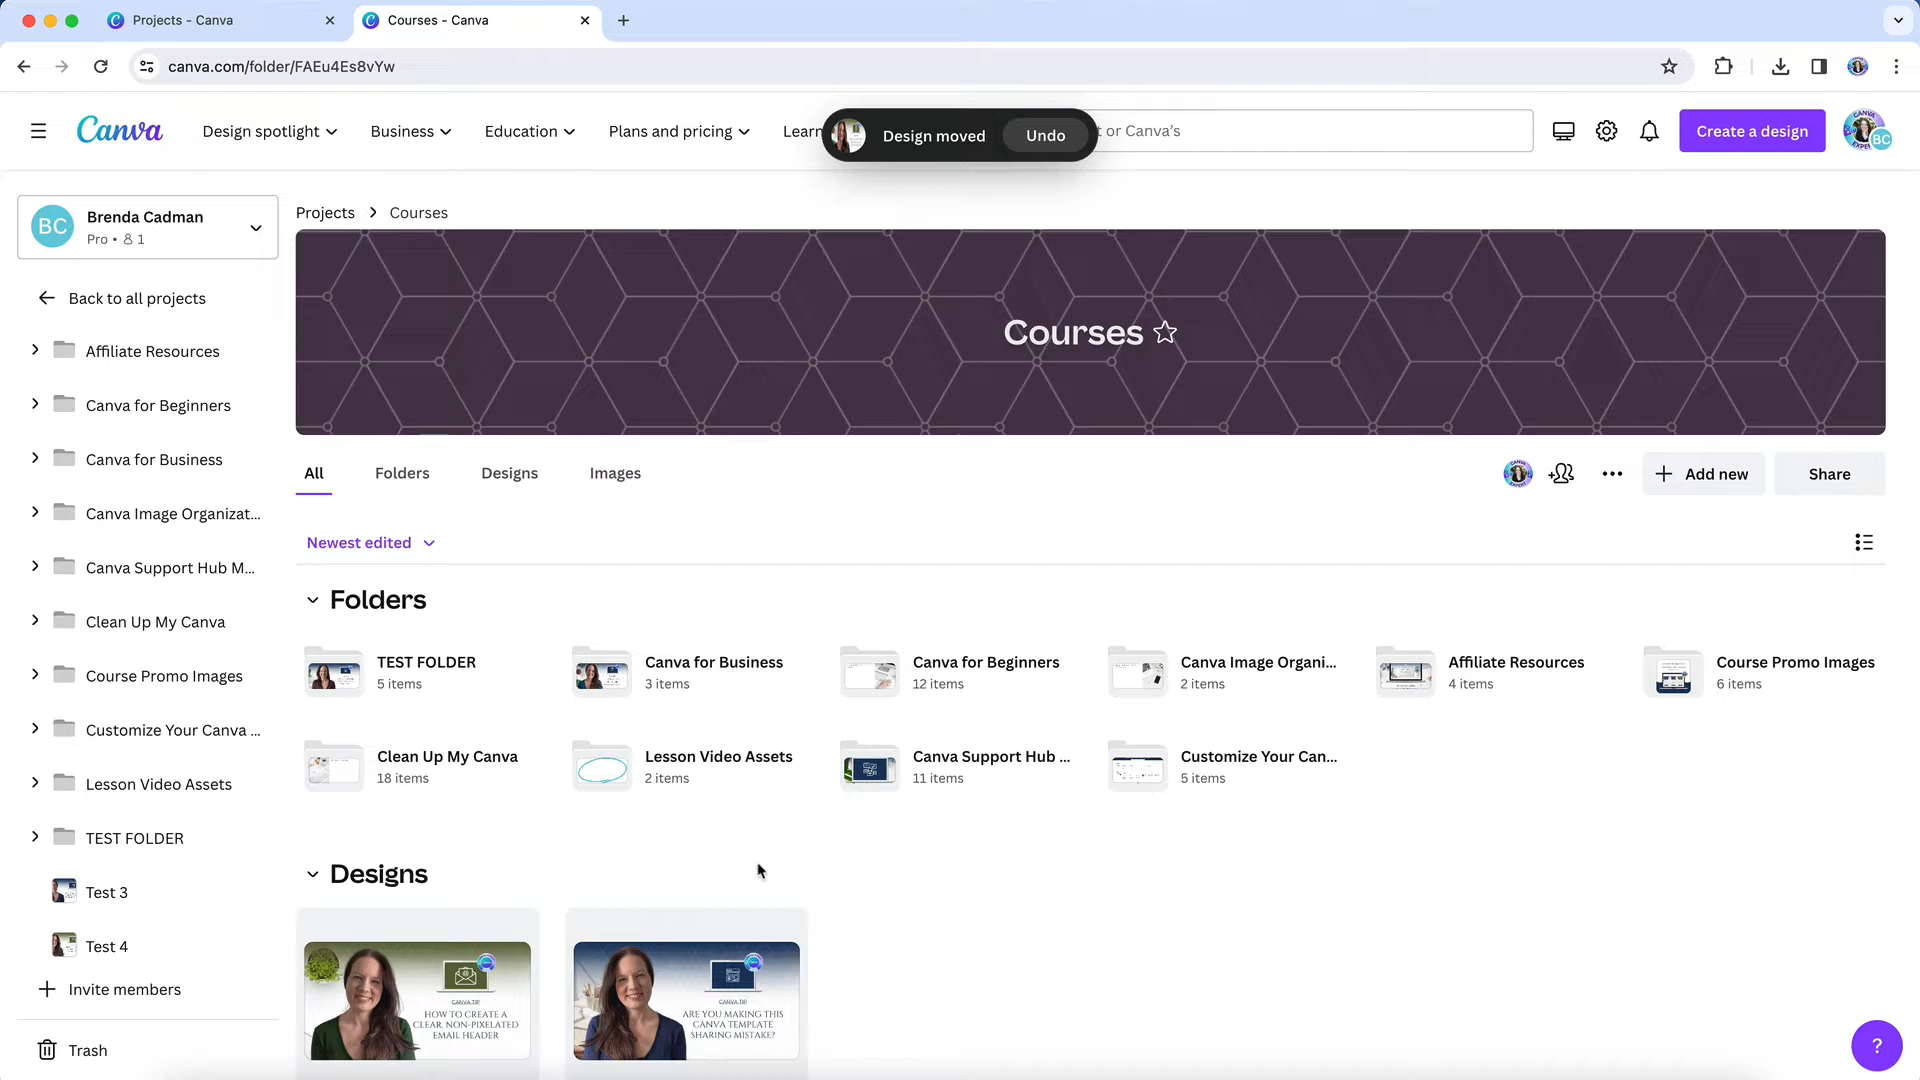 Projects - Canva
Courses - Canva
canva.com/folder/FAEu4Es8vYw
Canva
Design spotlight
Business
Education
Plans and pricing
Learn
Design moved
Undo
t or Canva's
Create a design
BC
Brenda Cadman
Pro • 1
Projects
Courses
Back to all projects
Affiliate Resources
Canva for Beginners
Canva for Business
Canva Image Organizat...
Canva Support Hub M...
Clean Up My Canva
Course Promo Images
Customize Your Canva ...
Lesson Video Assets
TEST FOLDER
Test 3
Test 4
Invite members
Trash
Courses
All
Folders
Designs
Images
Add new
Share
Newest edited
Folders
TEST FOLDER
5 items
Canva for Business
3 items
Canva for Beginners
12 items
Canva Image Organi...
2 items
Affiliate Resources
4 items
Course Promo Images
6 items
Clean Up My Canva
18 items
Lesson Video Assets
2 items
Canva Support Hub ...
11 items
Customize Your Can...
5 items
Designs
CANVA TIP
HOW TO CREATE A
CLEAR, NON-PIXELATED
EMAIL HEADER
CANVA TIP
ARE YOU MAKING THIS
CANVA TEMPLATE
SHARING MISTAKE?
?